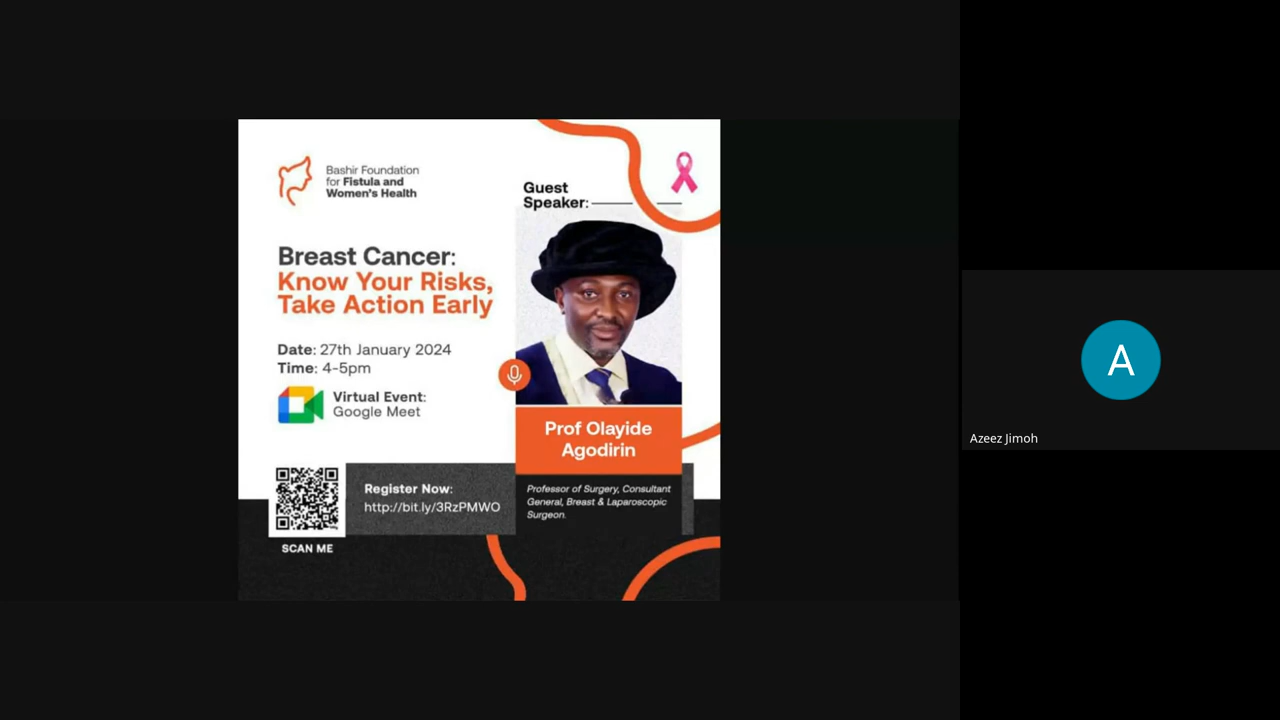 Bashir Foundation
for Fistula and
Women's Health
Guest
Speaker:
Breast Cancer:
Know Your Risks,
Take Action Early
Date: 27th January 2024
Time: 4-5pm
Virtual Event:
Google Meet
Prof Olayide
Agodirin
Professor of Surgery, Consultant
General, Breast & Laparoscopic
Surgeon.
Register Now:
http://bit.ly/3RzPMWO
SCAN ME
A
Azeez Jimoh